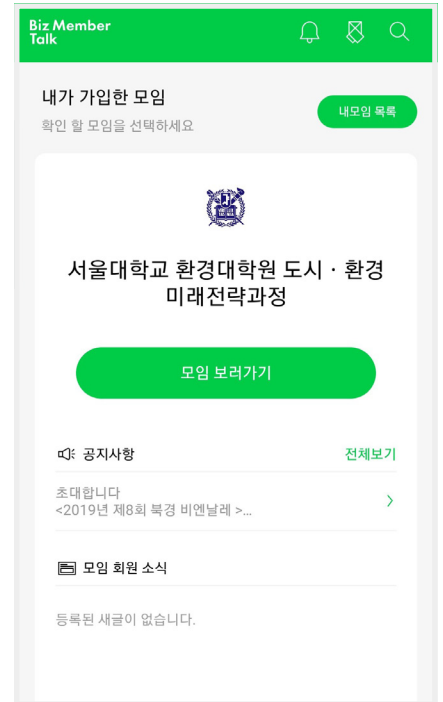 Biz Member
Talk
내가 가입한 모임
확인 할 모임을 선택하세요
내모임 목록
서울대학교 환경대학원 도시 · 환경
미래전략과정
모임 보러가기
공지사항
전체보기
초대합니다
<2019년 제8회 북경 비엔날레 >...
모임 회원 소식
등록된 새글이 없습니다.